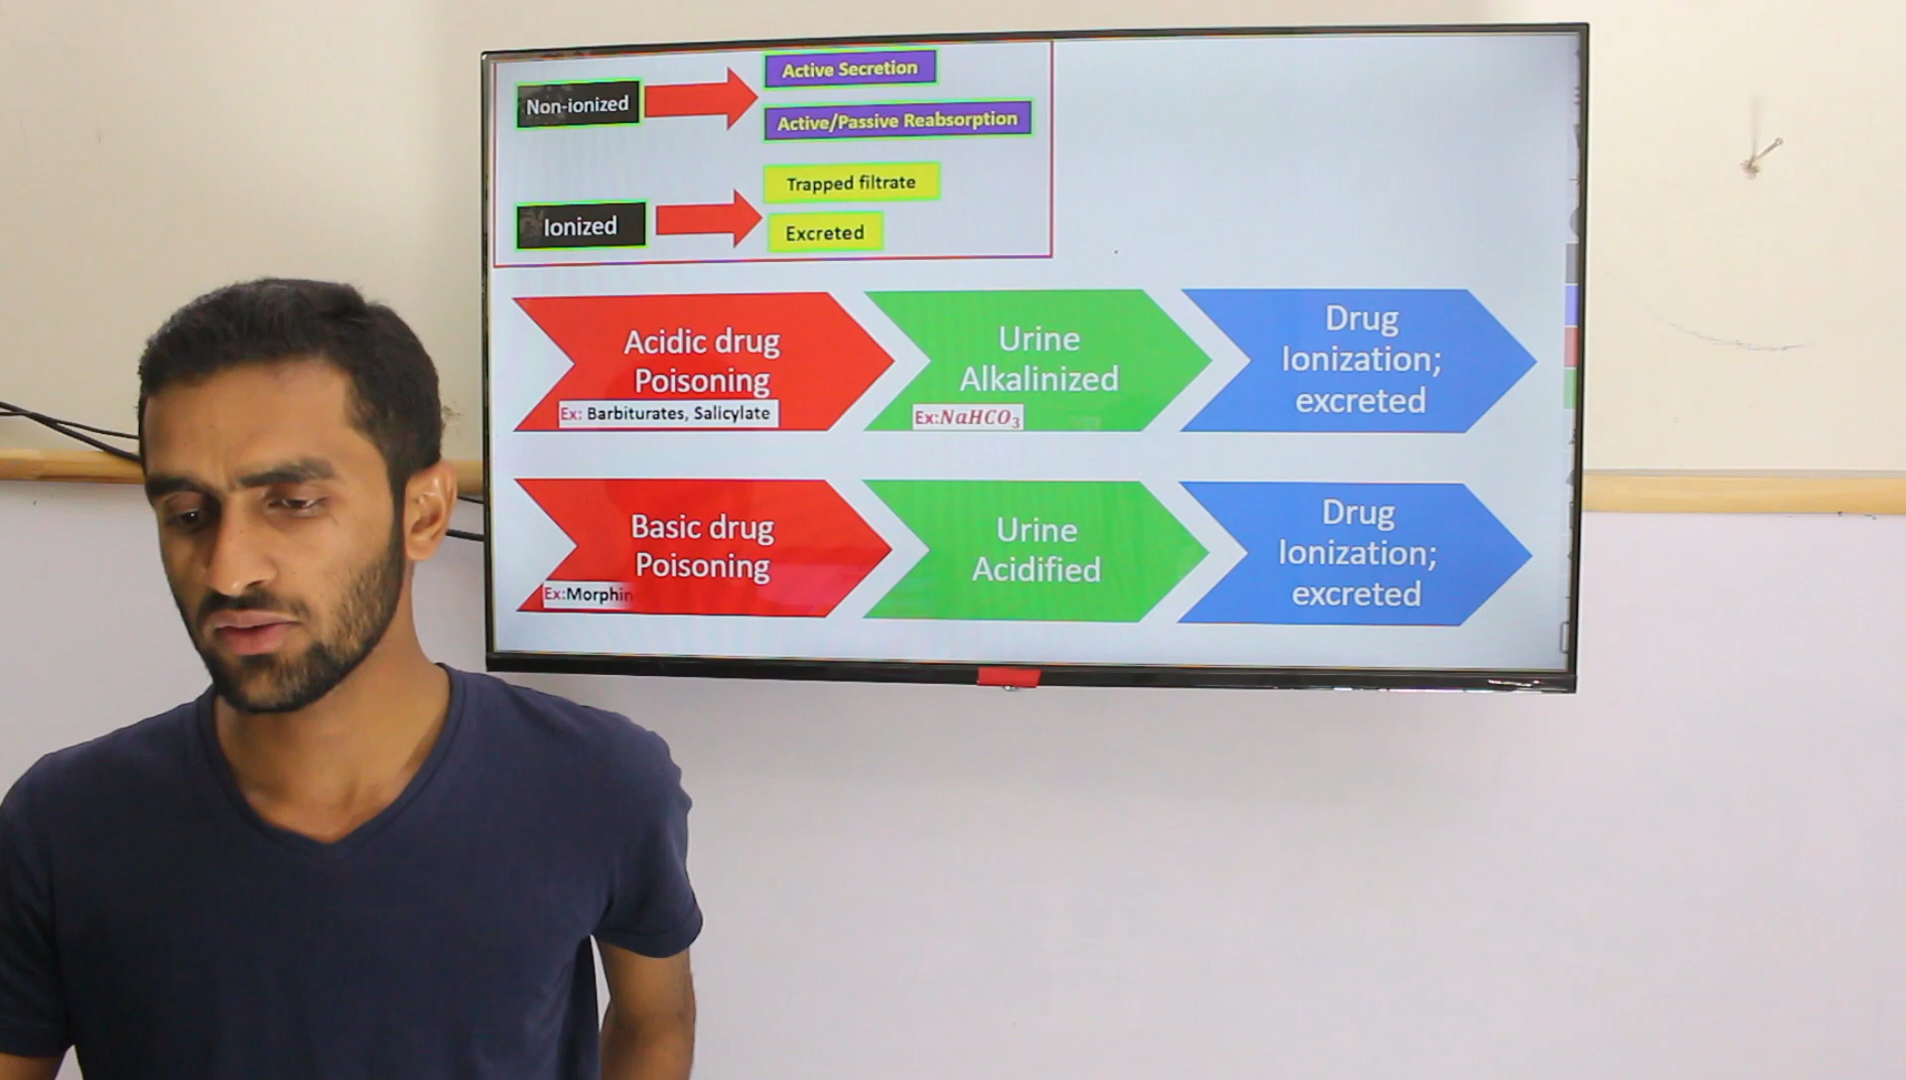 Non-ionized
Active Secretion
Active/Passive Reabsorption
Ionized
Trapped filtrate
Excreted
Acidic drug
Poisoning
Ex: Barbiturates, Salicylate
Urine
Alkalinized
Ex:NaHCO₃
Drug
Ionization;
excreted
Basic drug
Poisoning
Ex:Morphin
Urine
Acidified
Drug
Ionization;
excreted